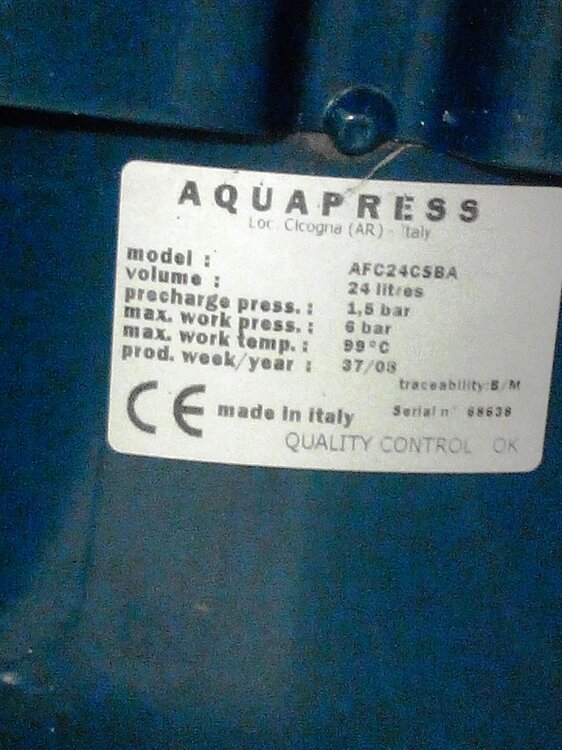 AQUAPRESS
Loc. Cicogna (AR) - Italy
model : AFC24CSBA
volume : 24 litres
precharge press. : 1,5 bar
max. work press. : 6 bar
max. work temp. : 99°C
prod. week/year : 37/08
traceability:B/M
CE made in italy Serial n° 68638
QUALITY CONTROL OK